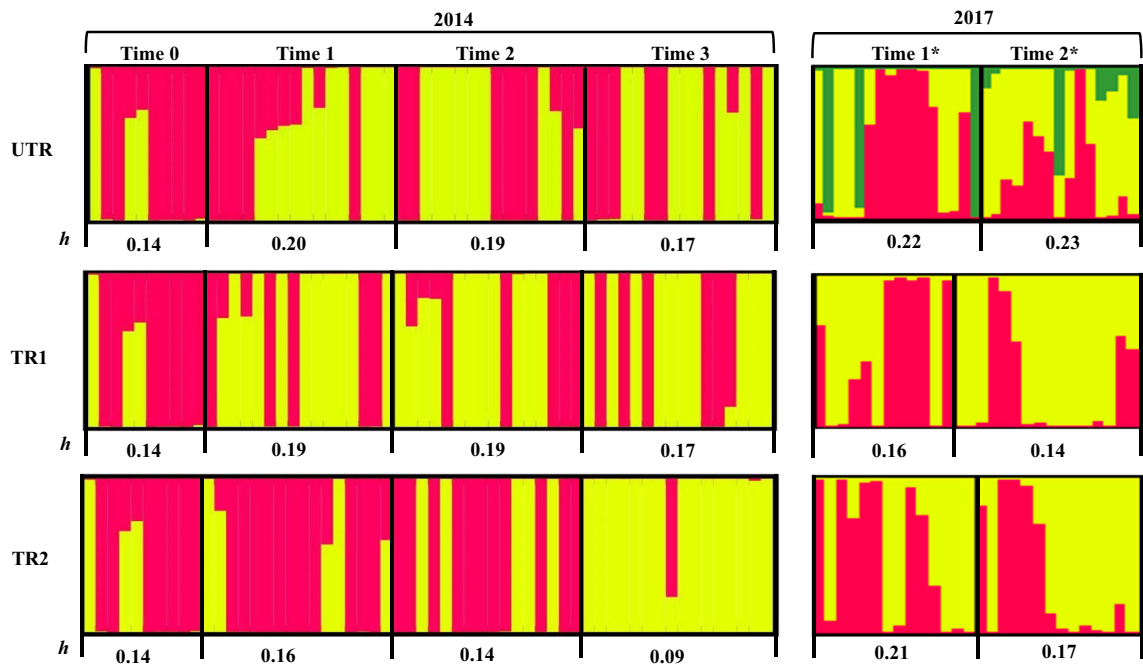 2014 2017
Time 0 Time 1 Time 2 Time 3 Time 1* Time 2*
UTR
h 0.14 0.20 0.19 0.17 0.22 0.23
TR1
h 0.14 0.19 0.19 0.17 0.16 0.14
TR2
h 0.14 0.16 0.14 0.09 0.21 0.17